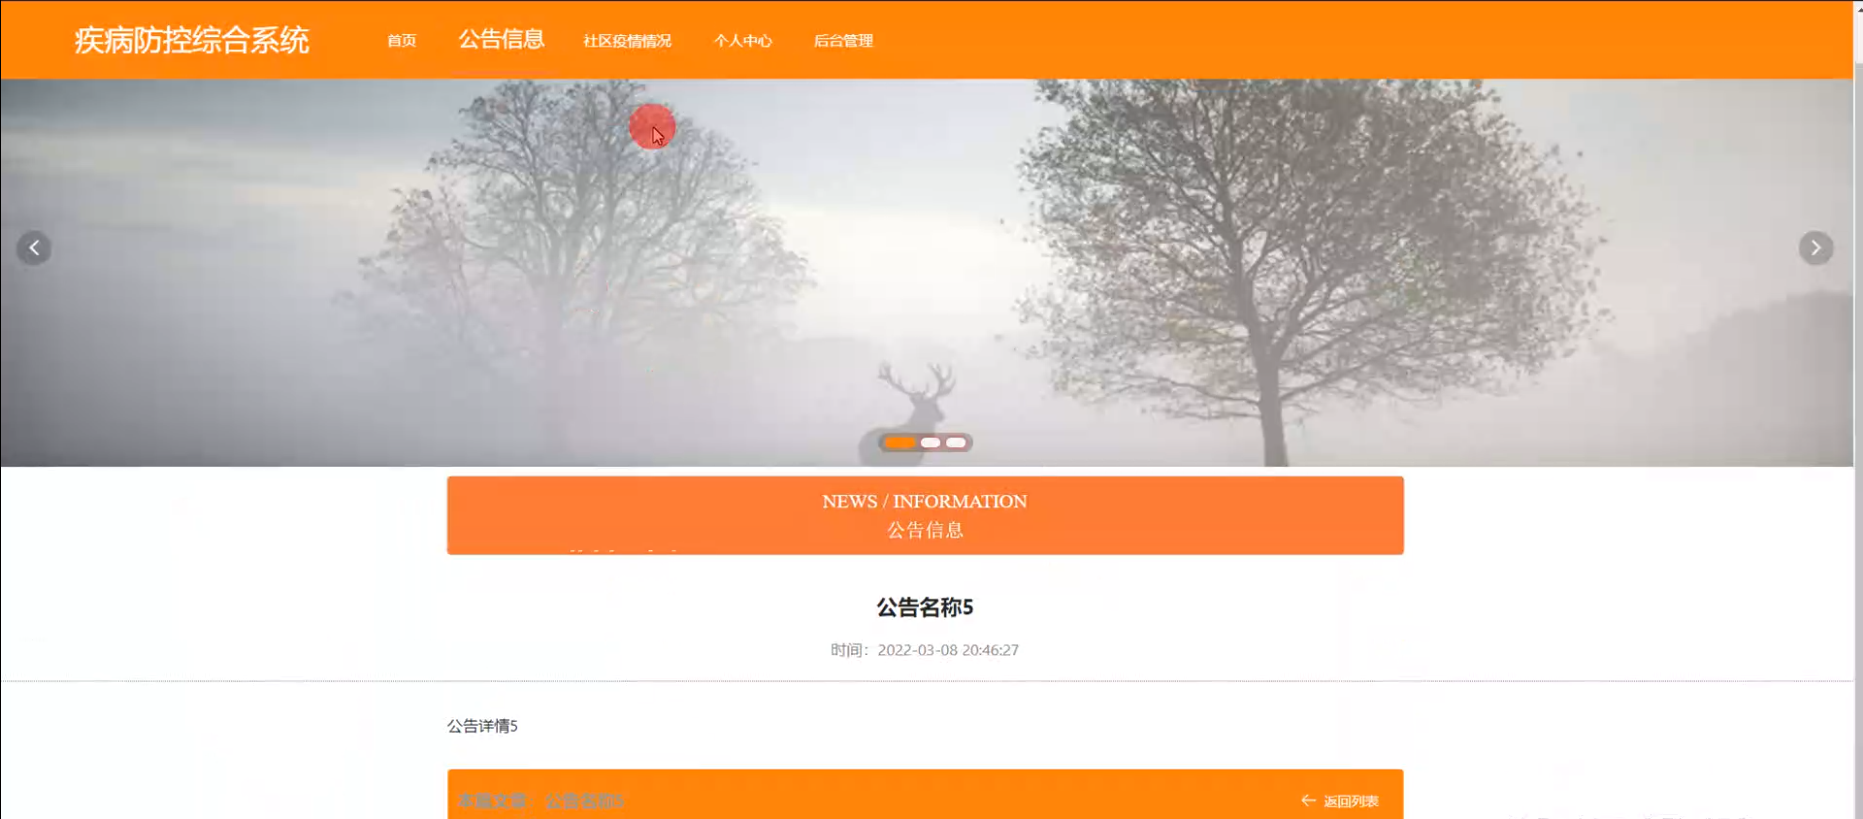 疾病防控综合系统
首页 公告信息 社区疫情情况 个人中心 后台管理
NEWS / INFORMATION
公告信息
公告名称5
时间：2022-03-08 20:46:27
公告详情5
本篇文章 公告名称5
返回列表